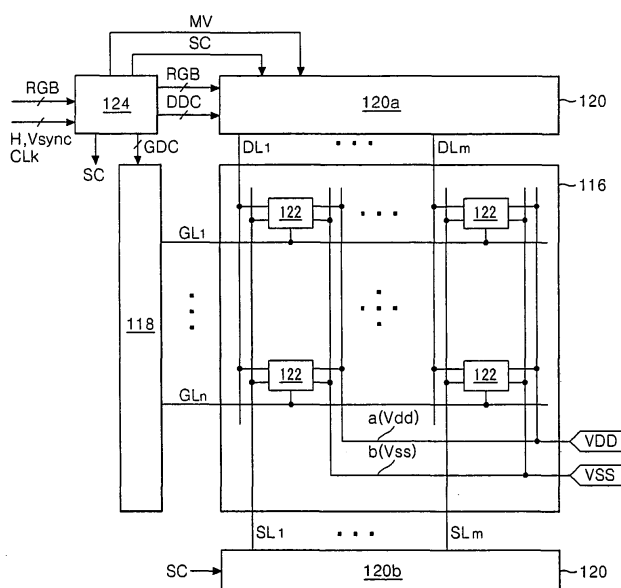 MV
SC
RGB
RGB
124
DDC
120a
120
H,Vsync
CLk
SC
GDC
DL1
DLm
116
122
122
GL1
118
122
122
GLn
a(Vdd)
VDD
b(Vss)
VSS
SL1
SLm
SC
120b
120